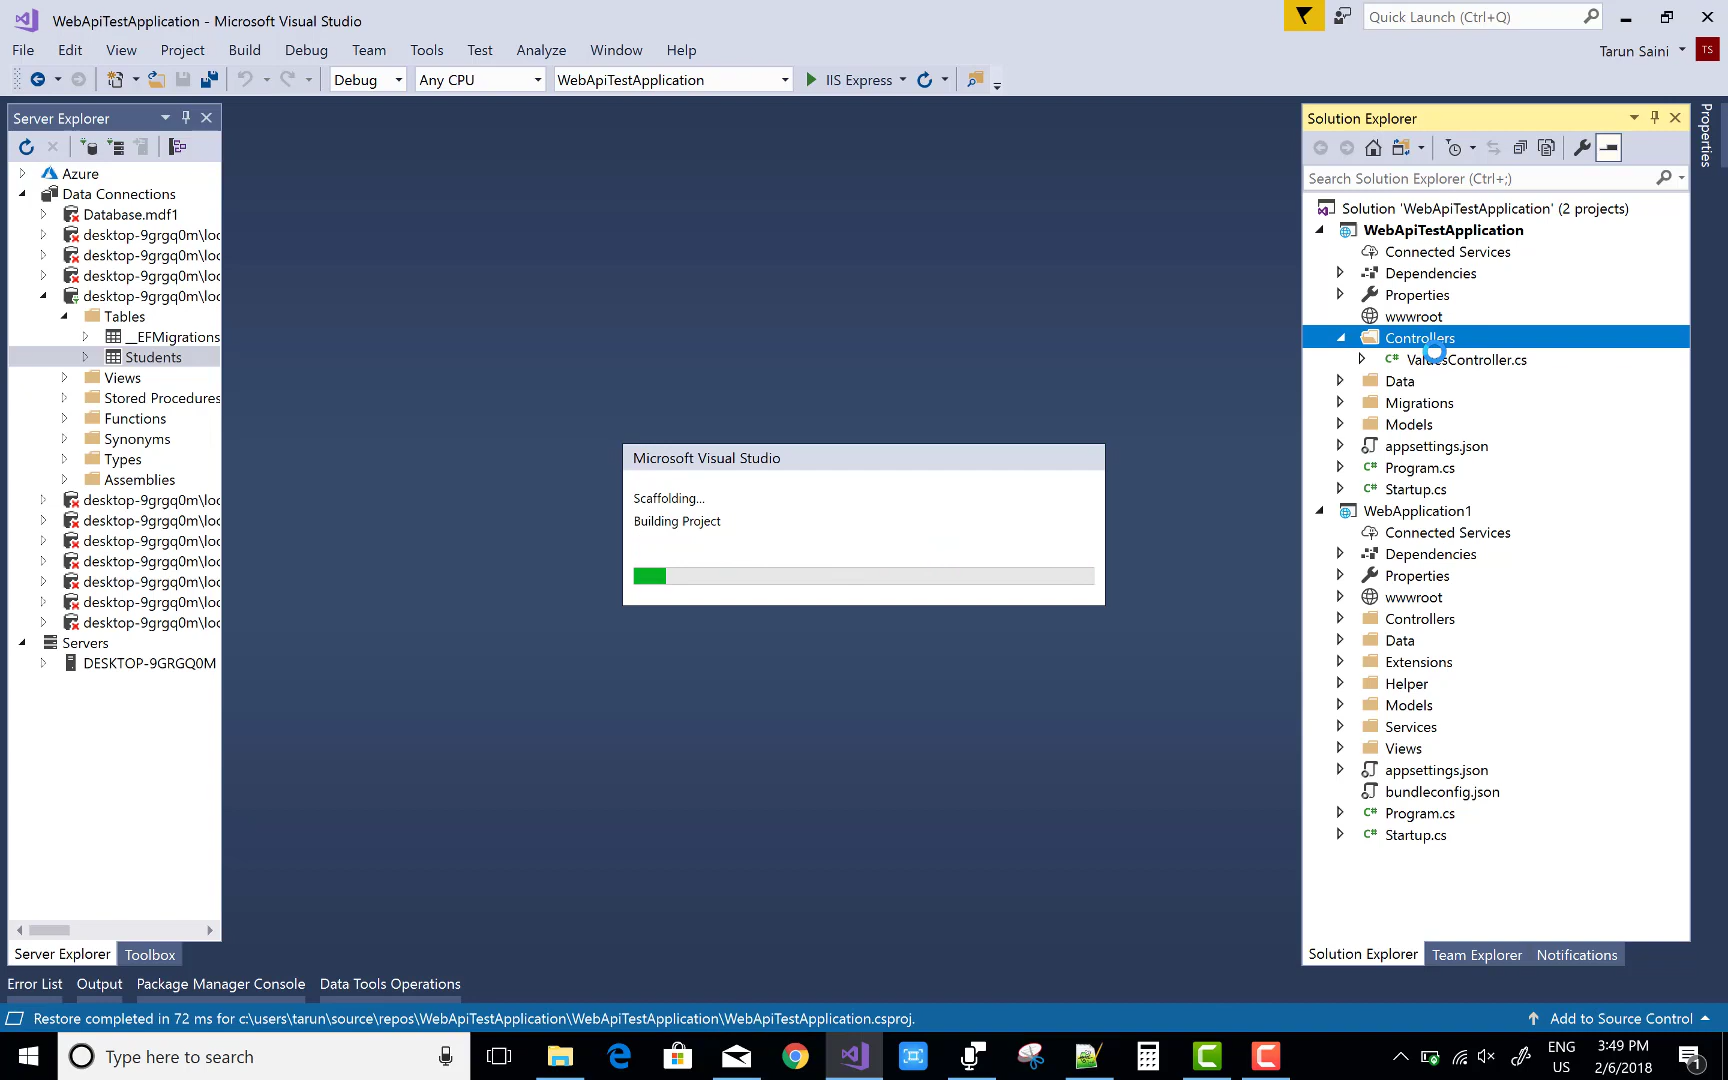 WebApiTestApplication - Microsoft Visual Studio
Quick Launch (Ctrl+Q)
File Edit View Project Build Debug Team Tools Test Analyze Window Help
Tarun Saini TS
Debug Any CPU WebApiTestApplication IIS Express
Server Explorer
Azure
Data Connections
Database.mdf1
desktop-9grgq0m\loc
desktop-9grgq0m\loc
desktop-9grgq0m\loc
desktop-9grgq0m\loc
Tables
__EFMigrations
Students
Views
Stored Procedures
Functions
Synonyms
Types
Assemblies
desktop-9grgq0m\loc
desktop-9grgq0m\loc
desktop-9grgq0m\loc
desktop-9grgq0m\loc
desktop-9grgq0m\loc
desktop-9grgq0m\loc
desktop-9grgq0m\loc
Servers
DESKTOP-9GRGQ0M
Server Explorer Toolbox
Microsoft Visual Studio
Scaffolding...
Building Project
Solution Explorer
Search Solution Explorer (Ctrl+;)
Solution 'WebApiTestApplication' (2 projects)
WebApiTestApplication
Connected Services
Dependencies
Properties
wwwroot
Controllers
C# ValuesController.cs
Data
Migrations
Models
appsettings.json
C# Program.cs
C# Startup.cs
WebApplication1
Connected Services
Dependencies
Properties
wwwroot
Controllers
Data
Extensions
Helper
Models
Services
Views
appsettings.json
bundleconfig.json
C# Program.cs
C# Startup.cs
Solution Explorer Team Explorer Notifications
Properties
Error List Output Package Manager Console Data Tools Operations
Restore completed in 72 ms for c:\users\tarun\source\repos\WebApiTestApplication\WebApiTestApplication\WebApiTestApplication.csproj.
Add to Source Control
Type here to search
ENG
US
3:49 PM
2/6/2018
1